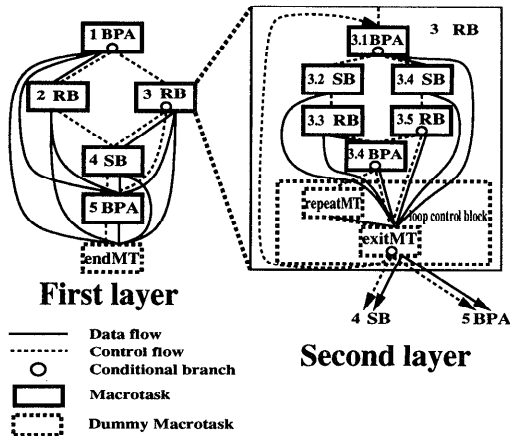 1 BPA
2 RB
3 RB
4 SB
5 BPA
endMT
First layer
3 RB
3.1 BPA
3.2 SB
3.4 SB
3.3 RB
3.5 RB
3.4 BPA
repeatMT
loop control block
exitMT
4 SB
5 BPA
Second layer
Data flow
Control flow
Conditional branch
Macrotask
Dummy Macrotask